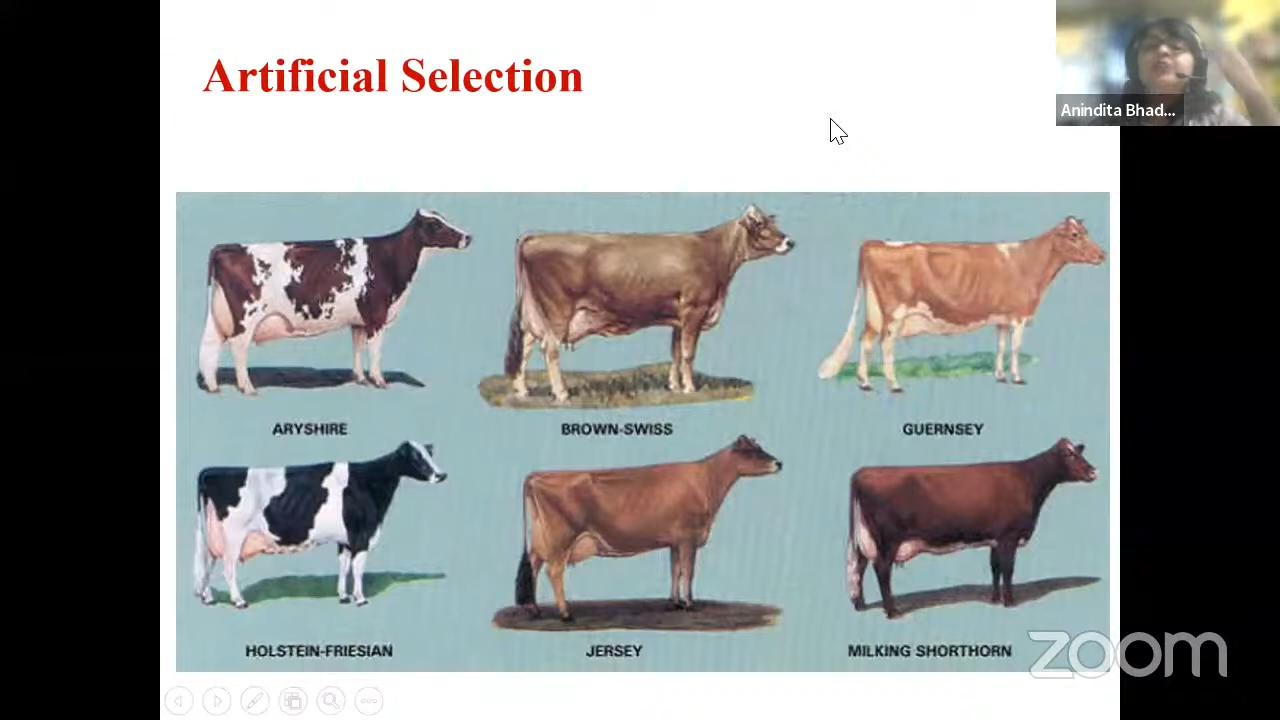 Artificial Selection
Anindita Bhad...
ARYSHIRE
BROWN-SWISS
GUERNSEY
HOLSTEIN-FRIESIAN
JERSEY
MILKING SHORTHORN
zoom